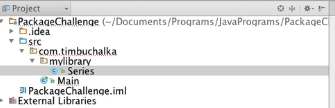 Project
PackageChallenge (~/Documents/Programs/JavaPrograms/PackageC
.idea
src
com.timbuchalka
mylibrary
Series
Main
PackageChallenge.iml
External Libraries